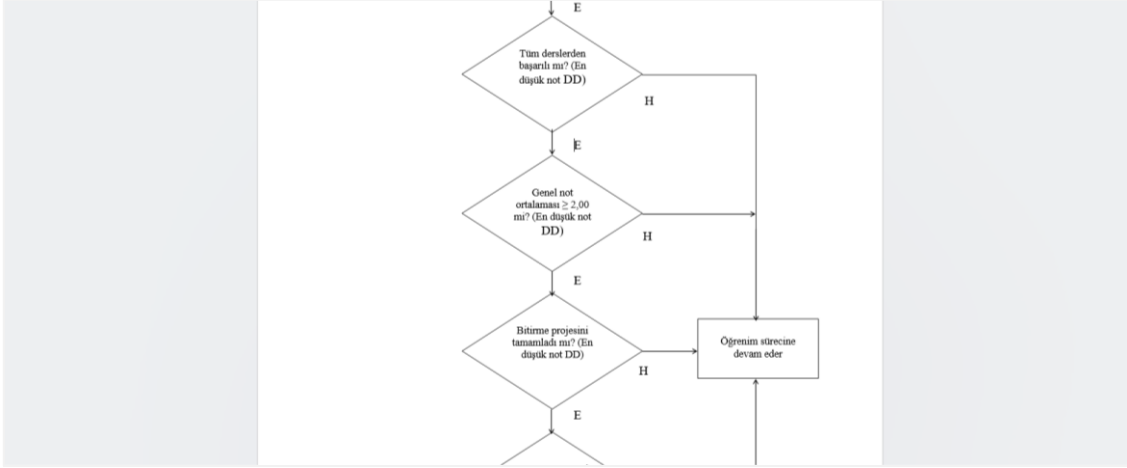 E
Tüm derslerden
başarılı mı? (En
düşük not DD)
H
E
Genel not
ortalaması ≥ 2,00
mi? (En düşük not
DD)
H
E
Bitirme projesini
tamamladı mı? (En
düşük not DD)
Öğrenim sürecine
devam eder
H
E